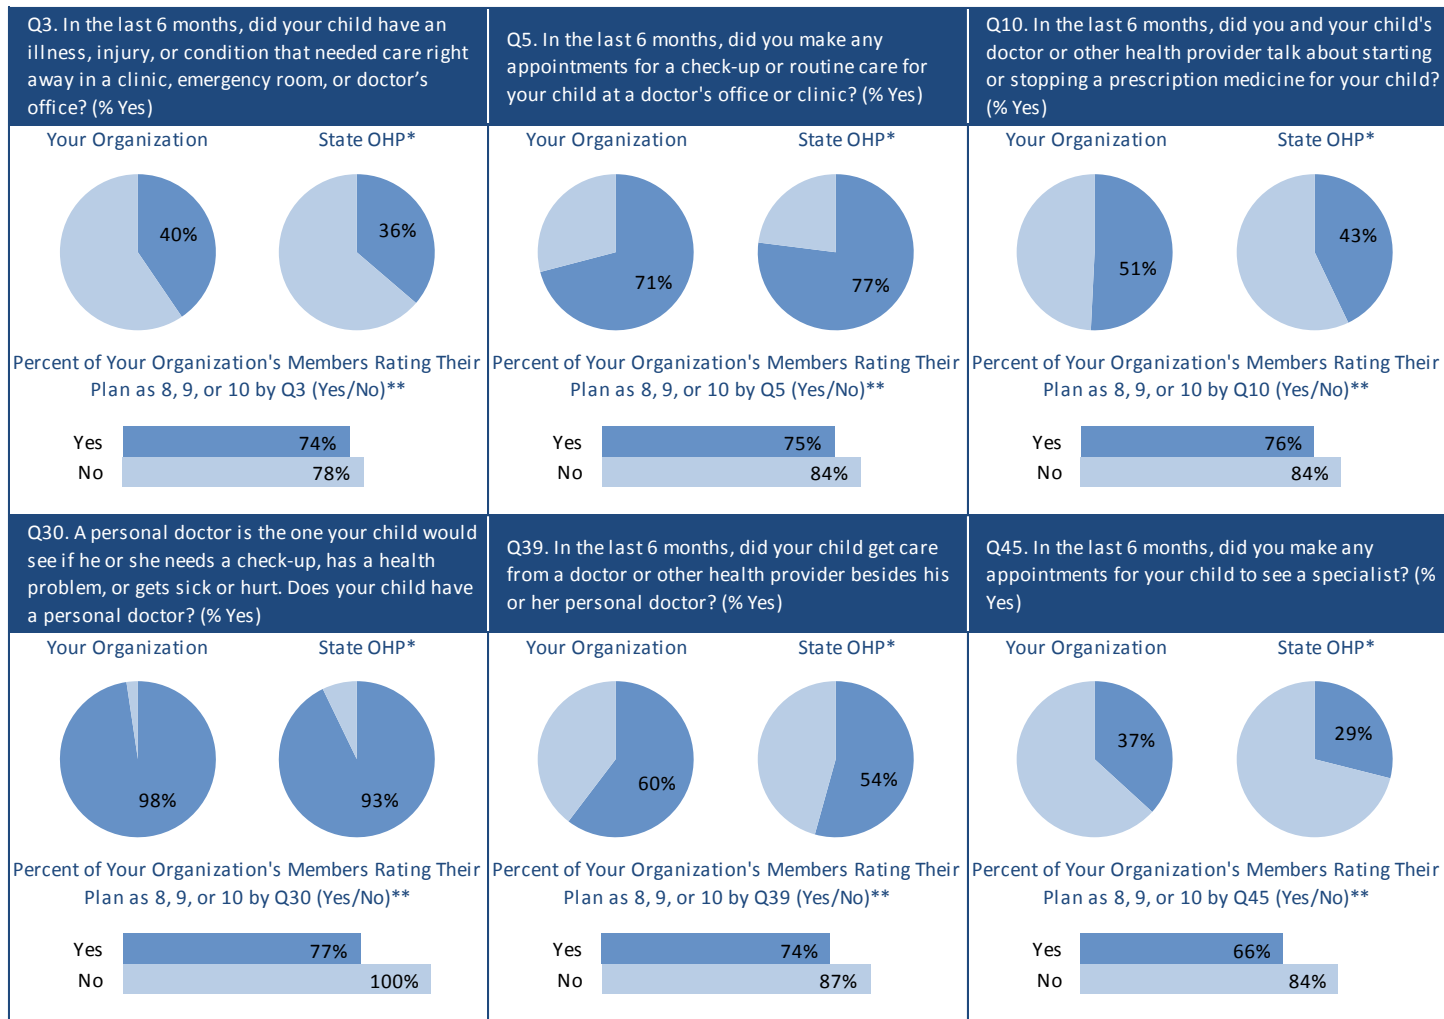 Q3. In the last 6 months, did your child have an
illness, injury, or condition that needed care right
away in a clinic, emergency room, or doctor's
office? (% Yes)
Your Organization
State OHP*
40%
36%
Percent of Your Organization's Members Rating Their
Plan as 8, 9, or 10 by Q3 (Yes/No)**
Yes
74%
No
78%
Q5. In the last 6 months, did you make any
appointments for a check-up or routine care for
your child at a doctor's office or clinic? (% Yes)
Your Organization
State OHP*
71%
77%
Percent of Your Organization's Members Rating Their
Plan as 8, 9, or 10 by Q5 (Yes/No)**
Yes
75%
No
84%
Q10. In the last 6 months, did you and your child's
doctor or other health provider talk about starting
or stopping a prescription medicine for your child?
(% Yes)
Your Organization
State OHP*
51%
43%
Percent of Your Organization's Members Rating Their
Plan as 8, 9, or 10 by Q10 (Yes/No)**
Yes
76%
No
84%
Q30. A personal doctor is the one your child would
see if he or she needs a check-up, has a health
problem, or gets sick or hurt. Does your child have
a personal doctor? (% Yes)
Your Organization
State OHP*
98%
93%
Percent of Your Organization's Members Rating Their
Plan as 8, 9, or 10 by Q30 (Yes/No)**
Yes
77%
No
100%
Q39. In the last 6 months, did your child get care
from a doctor or other health provider besides his
or her personal doctor? (% Yes)
Your Organization
State OHP*
60%
54%
Percent of Your Organization's Members Rating Their
Plan as 8, 9, or 10 by Q39 (Yes/No)**
Yes
74%
No
87%
Q45. In the last 6 months, did you make any
appointments for your child to see a specialist? (%
Yes)
Your Organization
State OHP*
37%
29%
Percent of Your Organization's Members Rating Their
Plan as 8, 9, or 10 by Q45 (Yes/No)**
Yes
66%
No
84%